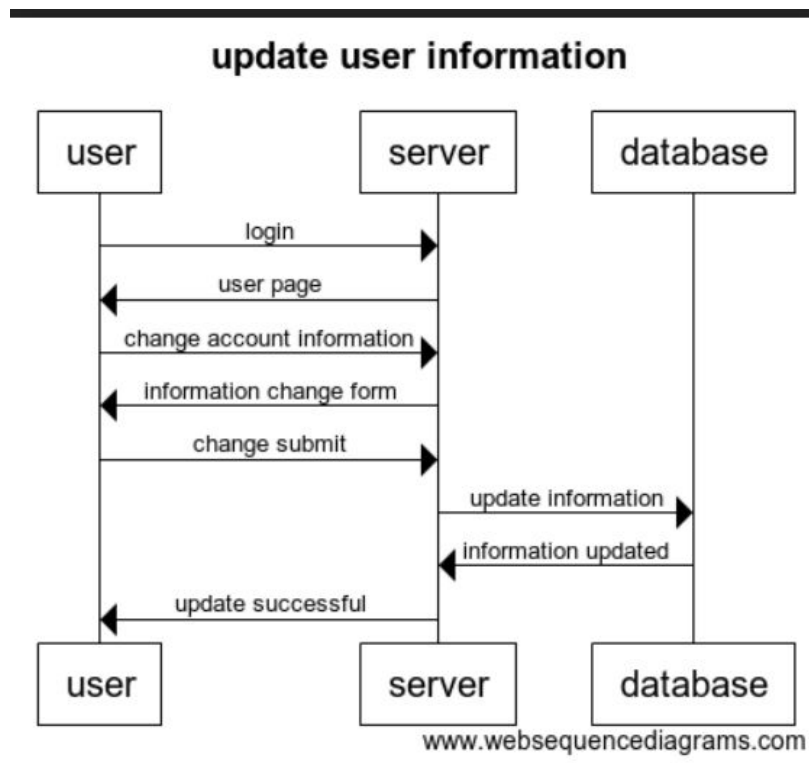 update user information
user
server
database
login
user page
change account information
information change form
change submit
update information
information updated
update successful
user
server
database
www.websequencediagrams.com